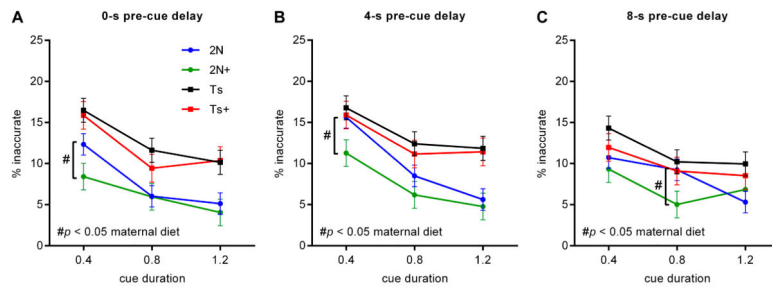 A 0-s pre-cue delay
B 4-s pre-cue delay
C 8-s pre-cue delay
% inaccurate
25
20
15
10
5
0
2N
2N+
Ts
Ts+
#
#p < 0.05 maternal diet
0.4 0.8 1.2
cue duration
% inaccurate
25
20
15
10
5
0
#
#p < 0.05 maternal diet
0.4 0.8 1.2
cue duration
% inaccurate
25
20
15
10
5
0
#
#p < 0.05 maternal diet
0.4 0.8 1.2
cue duration